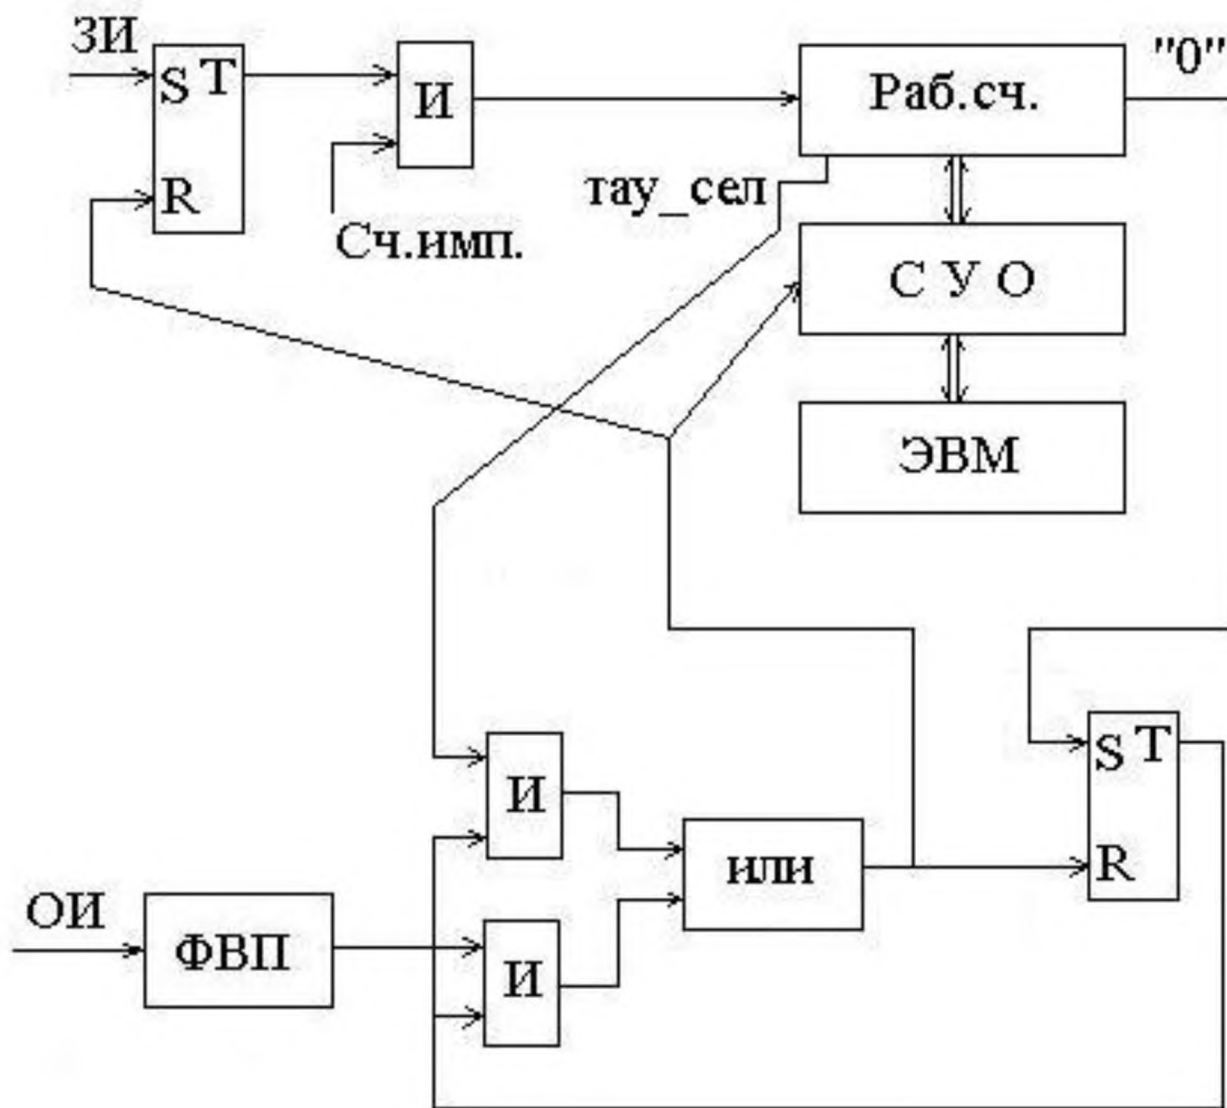 ЗИ
S T
R
И
Сч.имп.
Раб.сч.
"0"
тау_сел
С У О
ЭВМ
И
S T
R
или
ОИ
ФВП
И